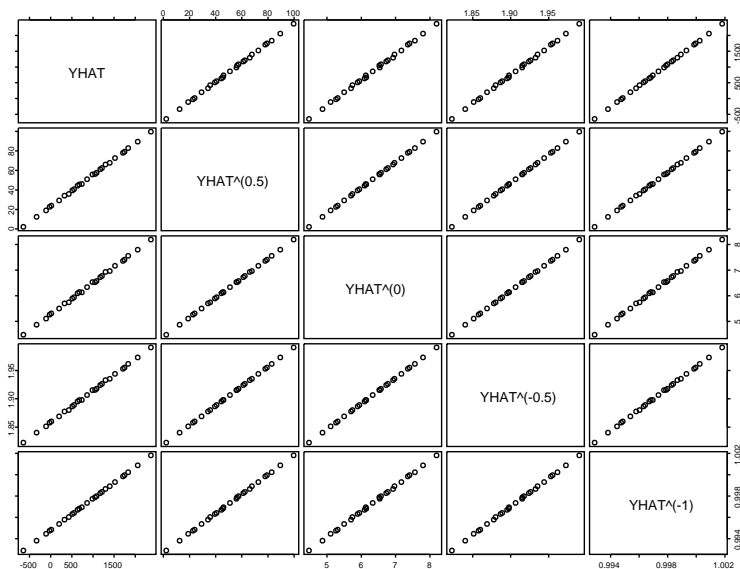 0 20 40 60 80 100
1.85 1.90 1.95
YHAT
-500 500 1500
0 20 40 60 80
YHAT^(0.5)
YHAT^(0)
5 6 7 8
1.85 1.90 1.95
YHAT^(-0.5)
YHAT^(-1)
0.994 0.998 1.002
-500 0 500 1500
5 6 7 8
0.994 0.998 1.002